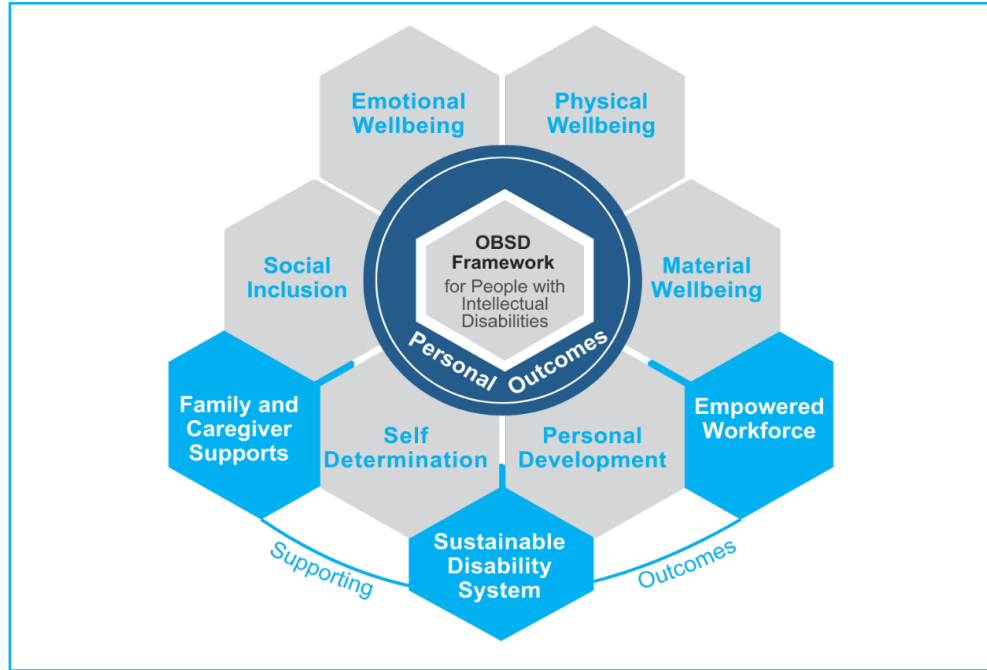 Emotional
Wellbeing
Physical
Wellbeing
Social
Inclusion
OBSD
Framework
for People with
Intellectual
Disabilities
Material
Wellbeing
Personal Outcomes
Family and
Caregiver
Supports
Self
Determination
Personal
Development
Empowered
Workforce
Sustainable
Disability
System
Supporting
Outcomes